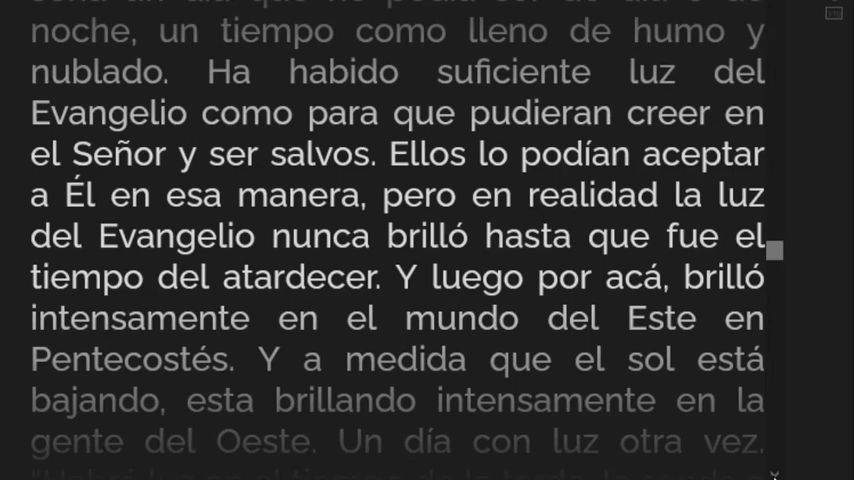 noche, un tiempo como lleno de humo y
nublado. Ha habido suficiente luz del
Evangelio como para que pudieran creer en
el Señor y ser salvos. Ellos lo podían aceptar
a Él en esa manera, pero en realidad la luz
del Evangelio nunca brilló hasta que fue el
tiempo del atardecer. Y luego por acá, brilló
intensamente en el mundo del Este en
Pentecostés. Y a medida que el sol está
bajando, esta brillando intensamente en la
gente del Oeste. Un día con luz otra vez.